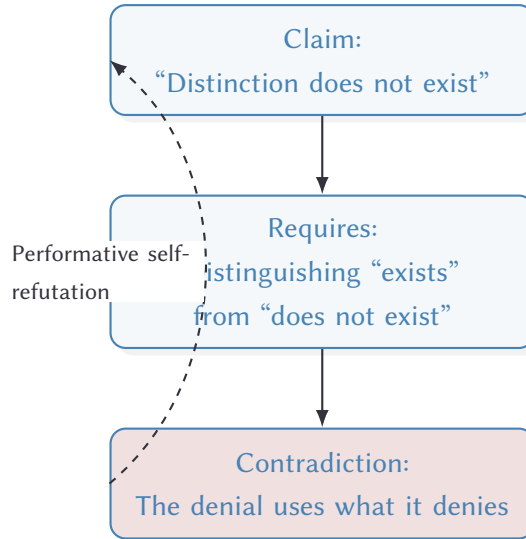 Claim:
“Distinction does not exist”
Requires:
istinguishing “exists”
from “does not exist”
Performative self-
refutation
Contradiction:
The denial uses what it denies